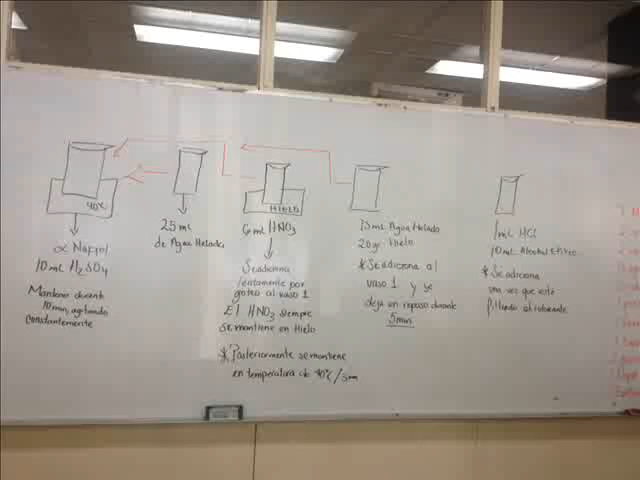 40°C
∝ Naftol
10 mL H₂SO₄
Mantener durante
10 min, agitando
constantemente
25 mL
de Agua Helada
HIELO
6 mL HNO₃
Se adiciona
lentamente por
goteo al vaso 1
El HNO₃ siempre
se mantiene en Hielo
* Posteriormente se mantiene
en temperatura de 40°C / 5min
15 mL Agua Helada
20 gr Hielo
* Se adiciona al
vaso 1 y se
deja en reposo durante
5 min
1 mL HCl
10 mL Alcohol Etílico
* Se adiciona
una vez que esté
filtrando el colorante